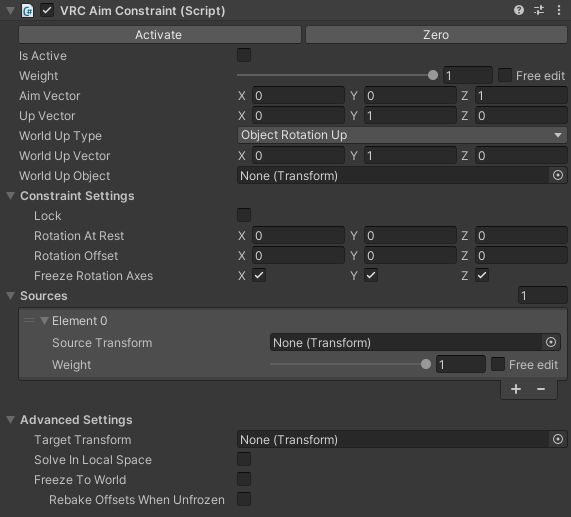 VRC Aim Constraint (Script)
Activate Zero
Is Active
Weight 1 Free edit
Aim Vector X 0 Y 0 Z 1
Up Vector X 0 Y 1 Z 0
World Up Type Object Rotation Up
World Up Vector X 0 Y 1 Z 0
World Up Object None (Transform)
Constraint Settings
Lock
Rotation At Rest X 0 Y 0 Z 0
Rotation Offset X 0 Y 0 Z 0
Freeze Rotation Axes X Y Z
Sources 1
Element 0
Source Transform None (Transform)
Weight 1 Free edit
+ −
Advanced Settings
Target Transform None (Transform)
Solve In Local Space
Freeze To World
Rebake Offsets When Unfrozen